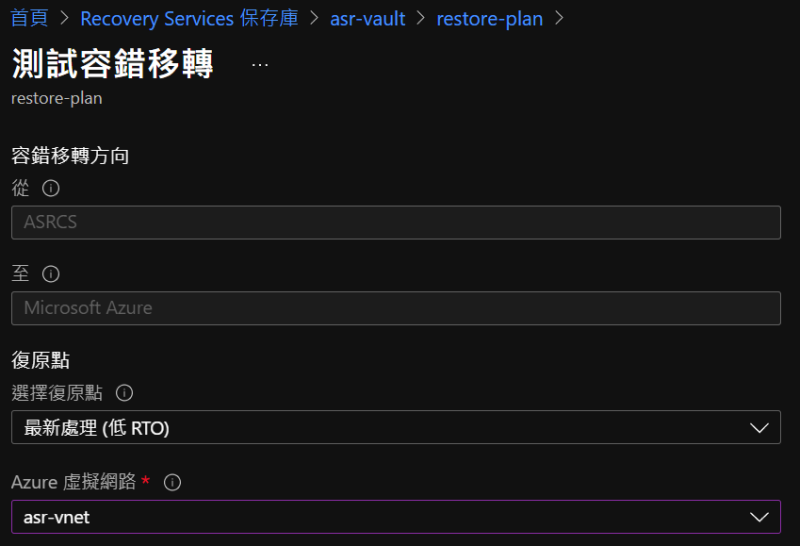 首頁 > Recovery Services 保存庫 > asr-vault > restore-plan >
測試容錯移轉 ...
restore-plan
容錯移轉方向
從
ASRCS
至
Microsoft Azure
復原點
選擇復原點
最新處理 (低 RTO)
Azure 虛擬網路 *
asr-vnet